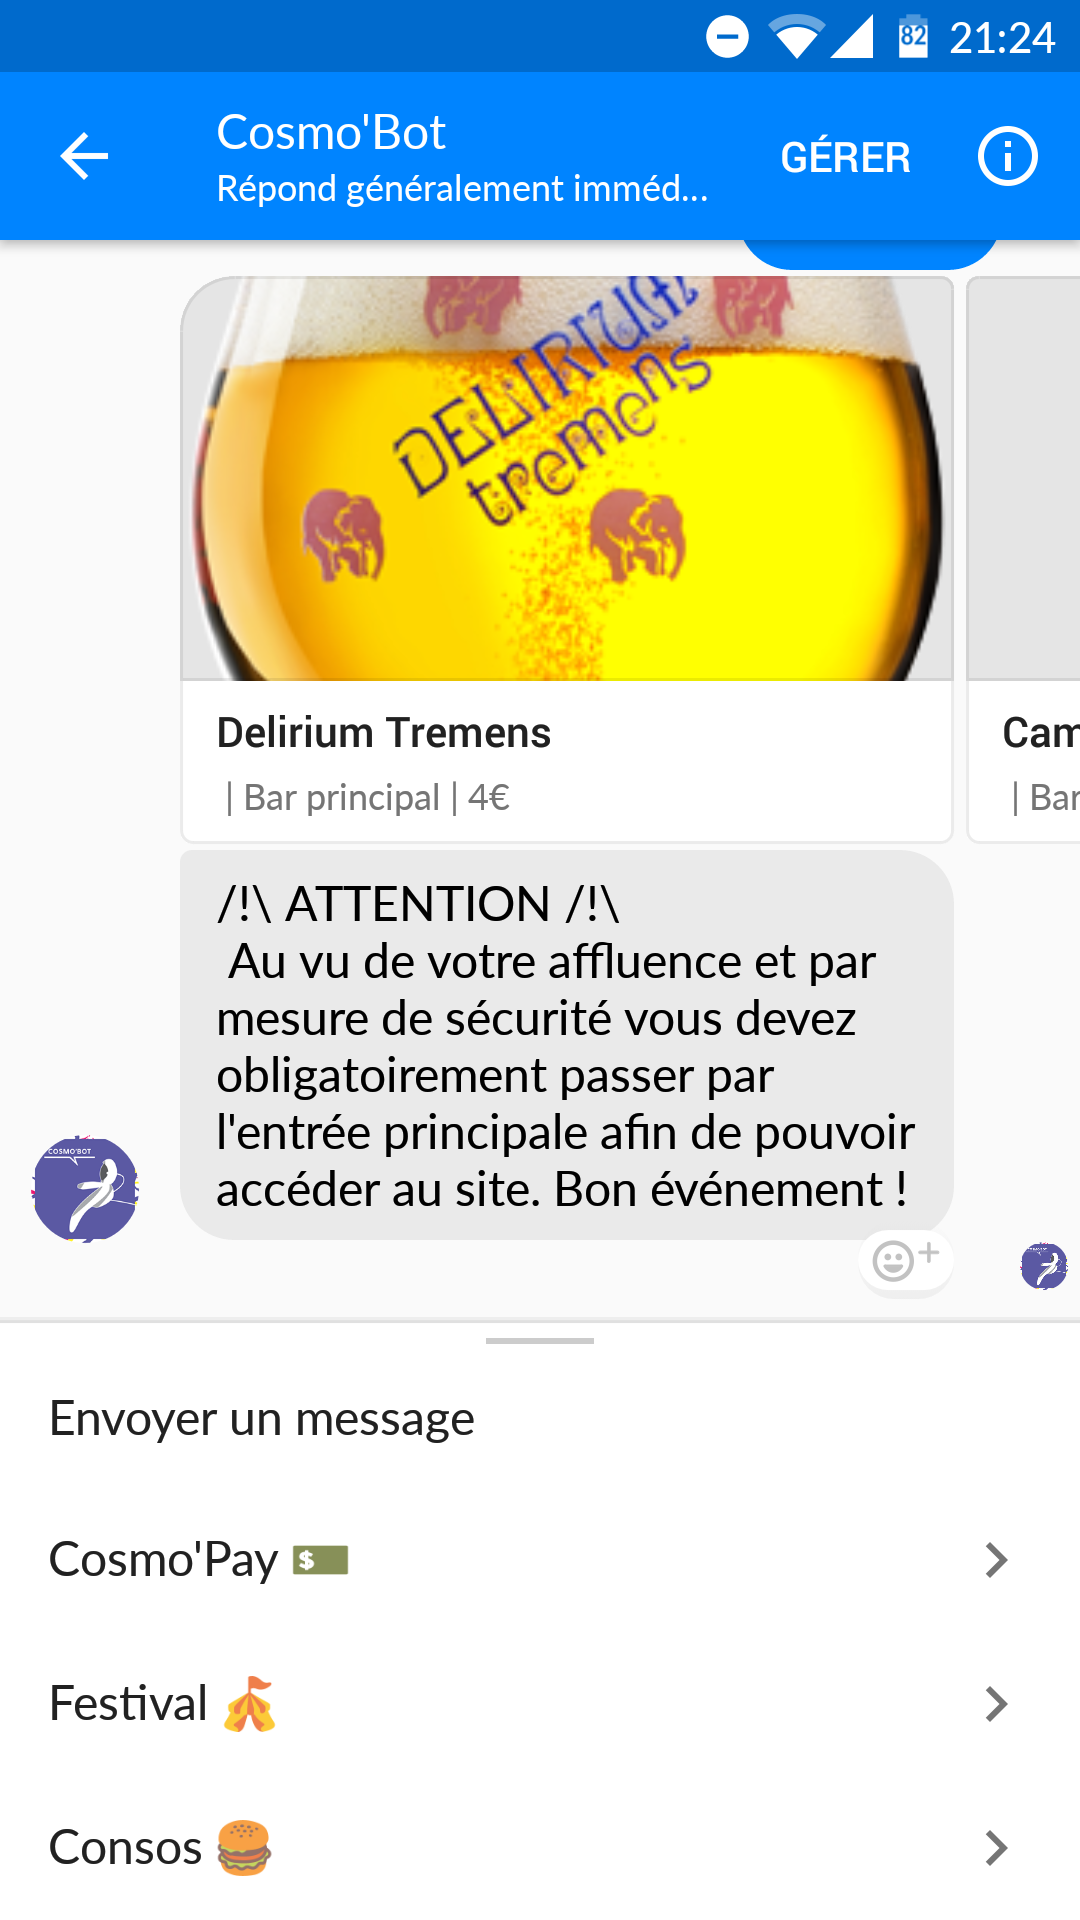 82 21:24
Cosmo'Bot
Répond généralement imméd...
GÉRER
DELIRIUM
tremens
Delirium Tremens
| Bar principal | 4€
Cam
| Bar
/!\ ATTENTION /!\
Au vu de votre affluence et par
mesure de sécurité vous devez
obligatoirement passer par
l'entrée principale afin de pouvoir
accéder au site. Bon événement !
COSMO'BOT
Envoyer un message
Cosmo'Pay
Festival
Consos